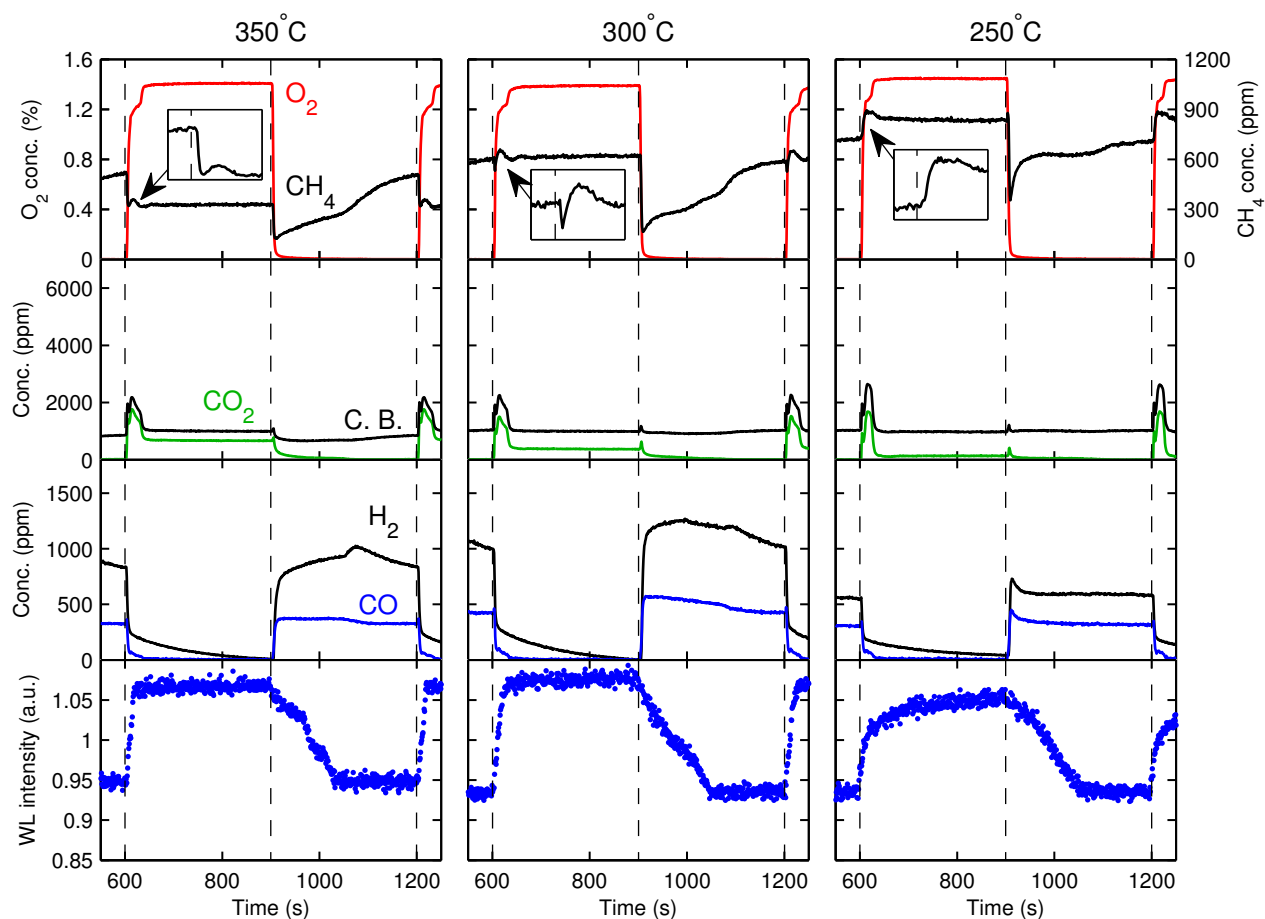 350°C 300°C 250°C
1.6
1.2
0.8
0.4
0
O2 conc. (%)
O2
CH4
1200
900
600
300
0
CH4 conc. (ppm)
6000
4000
2000
0
Conc. (ppm)
CO2
C. B.
1500
1000
500
0
Conc. (ppm)
H2
CO
1.05
1
0.95
0.9
0.85
WL intensity (a.u.)
600 800 1000 1200 600 800 1000 1200 600 800 1000 1200
Time (s) Time (s) Time (s)